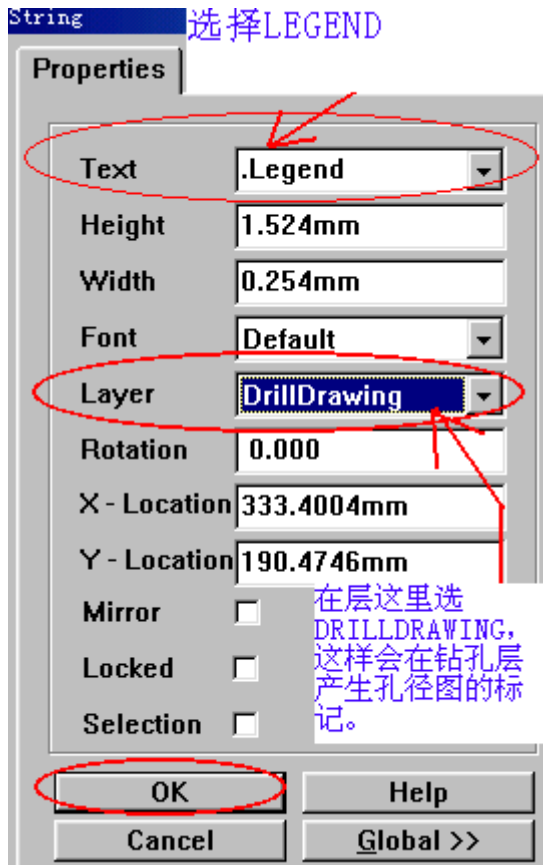 String
选择LEGEND
Properties
Text .Legend
Height 1.524mm
Width 0.254mm
Font Default
Layer DrillDrawing
Rotation 0.000
X - Location 333.4004mm
Y - Location 190.4746mm
Mirror
Locked
Selection
在层这里选
DRILLDRAWING,
这样会在钻孔层
产生孔径图的标
记。
OK Help
Cancel Global >>